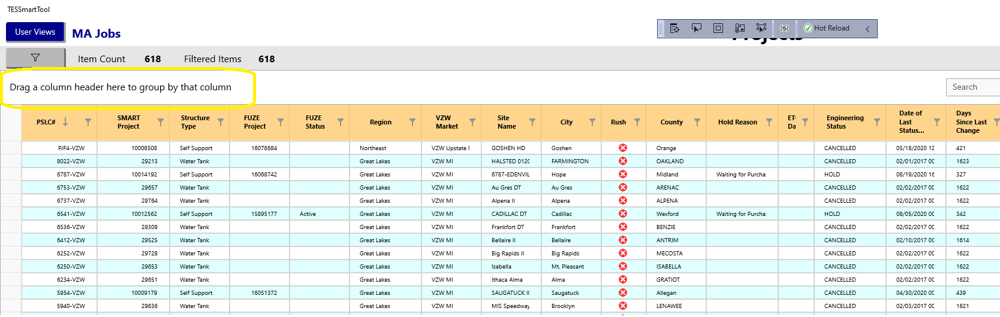 TESSmartTool
User Views MA Jobs Hot Reload
Item Count 618 Filtered Items 618
Drag a column header here to group by that column Search
PSLC# SMART Project Structure Type FUZE Project FUZE Status Region VZW Market Site Name City Rush County Hold Reason Engineering Status Date of Last Status... Days Since Last Change
PJF4-VZW 10008508 Self Support 16078684 Northeast VZW Upstate GOSHEN HD Goshen Orange CANCELLED 05/18/2020 12 421
8022-VZW 29213 Water Tank Great Lakes VZW MI HALSTED 012 FARMINGTON OAKLAND CANCELLED 02/01/2017 00 1623
6787-VZW 10014192 Self Support 16068742 Great Lakes VZW MI 6787-EDENVIL Hope Midland Waiting for Purcha HOLD 08/19/2020 16 327
6753-VZW 29657 Water Tank Great Lakes VZW MI Au Gres DT Au Gres ARENAC CANCELLED 02/02/2017 00 1622
6737-VZW 29764 Water Tank Great Lakes VZW MI Alpena II Alpena ALPENA CANCELLED 02/02/2017 00 1622
6541-VZW 10012562 Self Support 15895177 Active Great Lakes VZW MI CADILLAC DT Cadillac Wexford Waiting for Purcha HOLD 08/05/2020 00 342
6536-VZW 29309 Water Tank Great Lakes VZW MI Frankfort DT Frankfort BENZIE CANCELLED 02/02/2017 00 1622
6412-VZW 29525 Water Tank Great Lakes VZW MI Bellaire II Bellaire ANTRIM CANCELLED 02/10/2017 00 1614
6252-VZW 29728 Water Tank Great Lakes VZW MI Big Rapids II Big Rapids MECOSTA CANCELLED 02/02/2017 00 1622
6250-VZW 29653 Water Tank Great Lakes VZW MI Isabella Mt. Pleasant ISABELLA CANCELLED 02/02/2017 00 1622
6234-VZW 29651 Water Tank Great Lakes VZW MI Ithaca Alma Alma GRATIOT CANCELLED 02/02/2017 00 1622
5954-VZW 10009179 Self Support 16051372 Great Lakes VZW MI SAUGATUCK II Saugatuck Allegan CANCELLED 04/30/2020 00 439
5940-VZW 29836 Water Tank Great Lakes VZW MI MIS Speedway Brooklyn LENAWEE CANCELLED 02/03/2017 00 1621